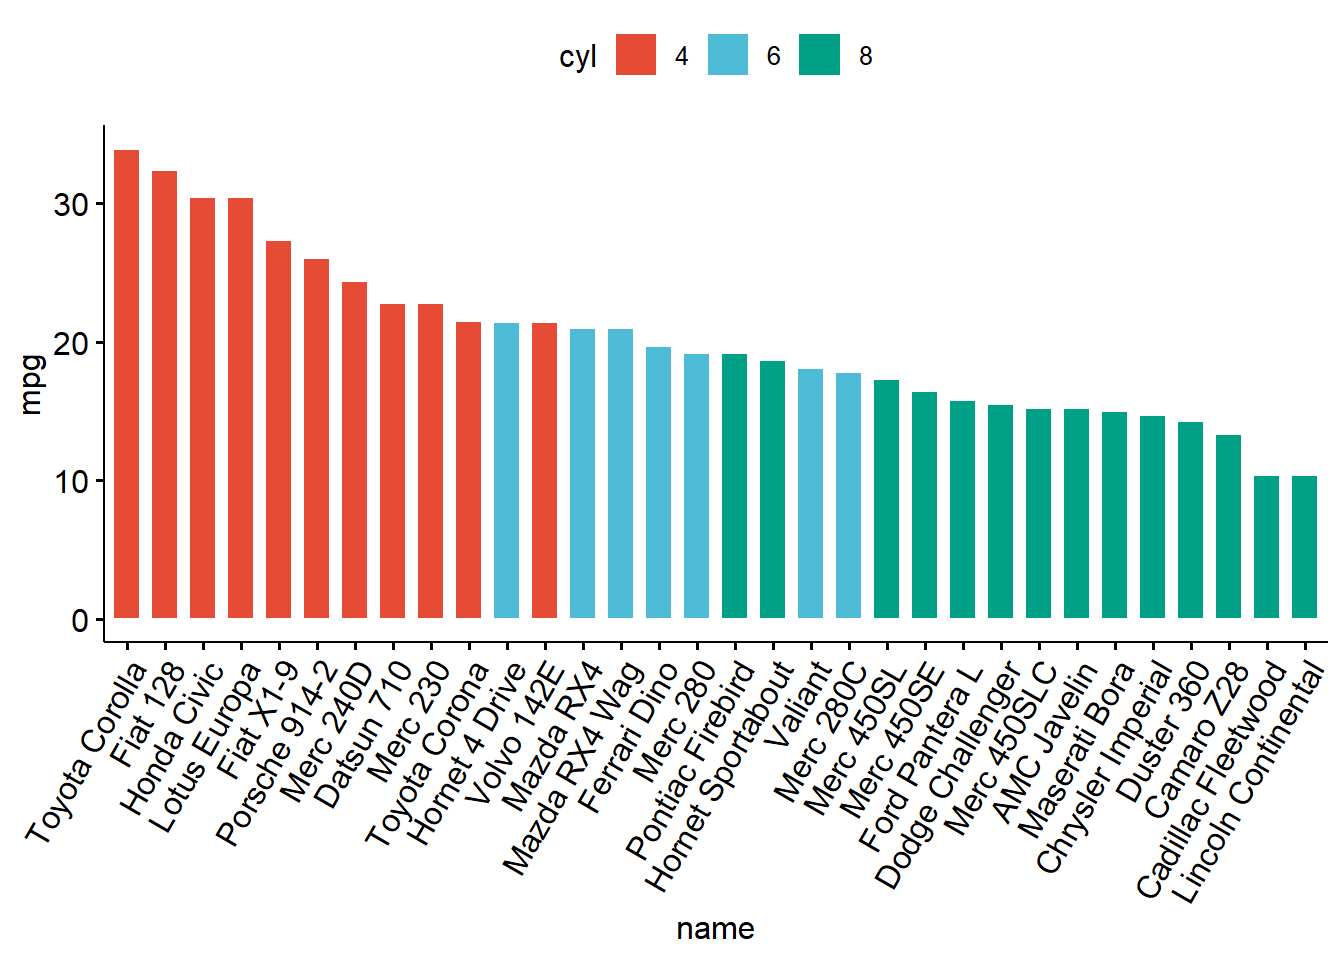 cyl 4 6 8
30
20
10
0
mpg
Toyota Corolla
Fiat 128
Honda Civic
Lotus Europa
Fiat X1-9
Porsche 914-2
Merc 240D
Datsun 710
Merc 230
Toyota Corona
Hornet 4 Drive
Volvo 142E
Mazda RX4
Mazda RX4 Wag
Ferrari Dino
Merc 280
Pontiac Firebird
Hornet Sportabout
Valiant
Merc 280C
Merc 450SL
Merc 450SE
Ford Pantera L
Dodge Challenger
Merc 450SLC
AMC Javelin
Maserati Bora
Chrysler Imperial
Duster 360
Camaro Z28
Cadillac Fleetwood
Lincoln Continental
name